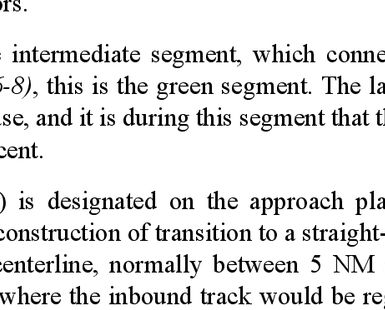 ors.
intermediate segment, which conne
6-8), this is the green segment. The la
se, and it is during this segment that t
cent.
) is designated on the approach pla
construction of transition to a straight-
centerline, normally between 5 NM
where the inbound track would be re